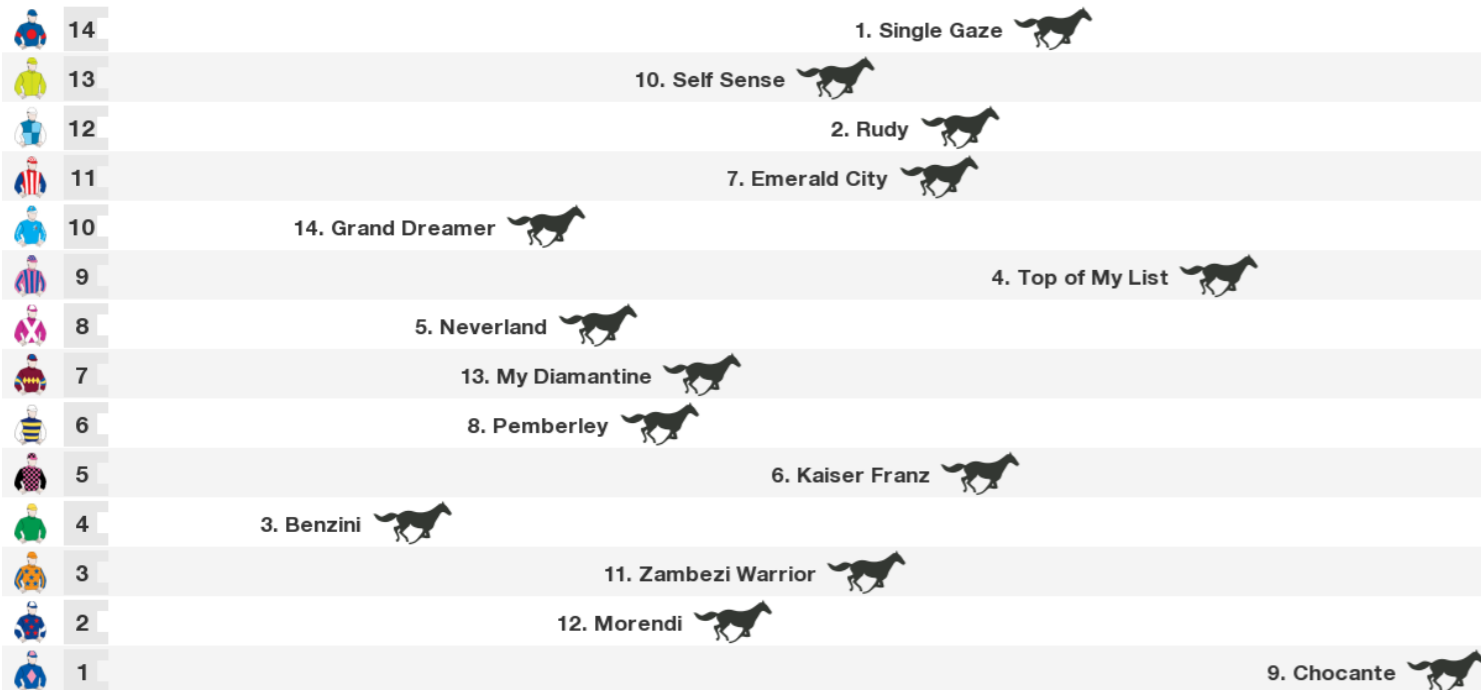 14 1. Single Gaze
13 10. Self Sense
12 2. Rudy
11 7. Emerald City
10 14. Grand Dreamer
9 4. Top of My List
8 5. Neverland
7 13. My Diamantine
6 8. Pemberley
5 6. Kaiser Franz
4 3. Benzini
3 11. Zambezi Warrior
2 12. Morendi
1 9. Chocante